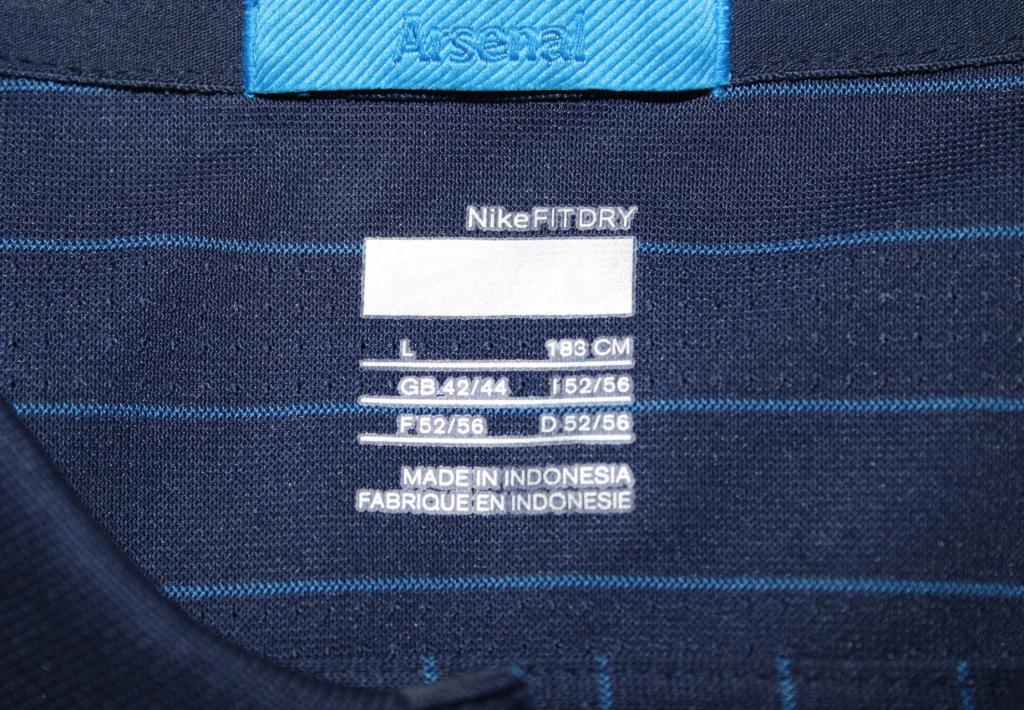 Arsenal
NikeFITDRY
L 183 CM
GB 42/44 I 52/56
F 52/56 D 52/56
MADE IN INDONESIA
FABRIQUE EN INDONESIE